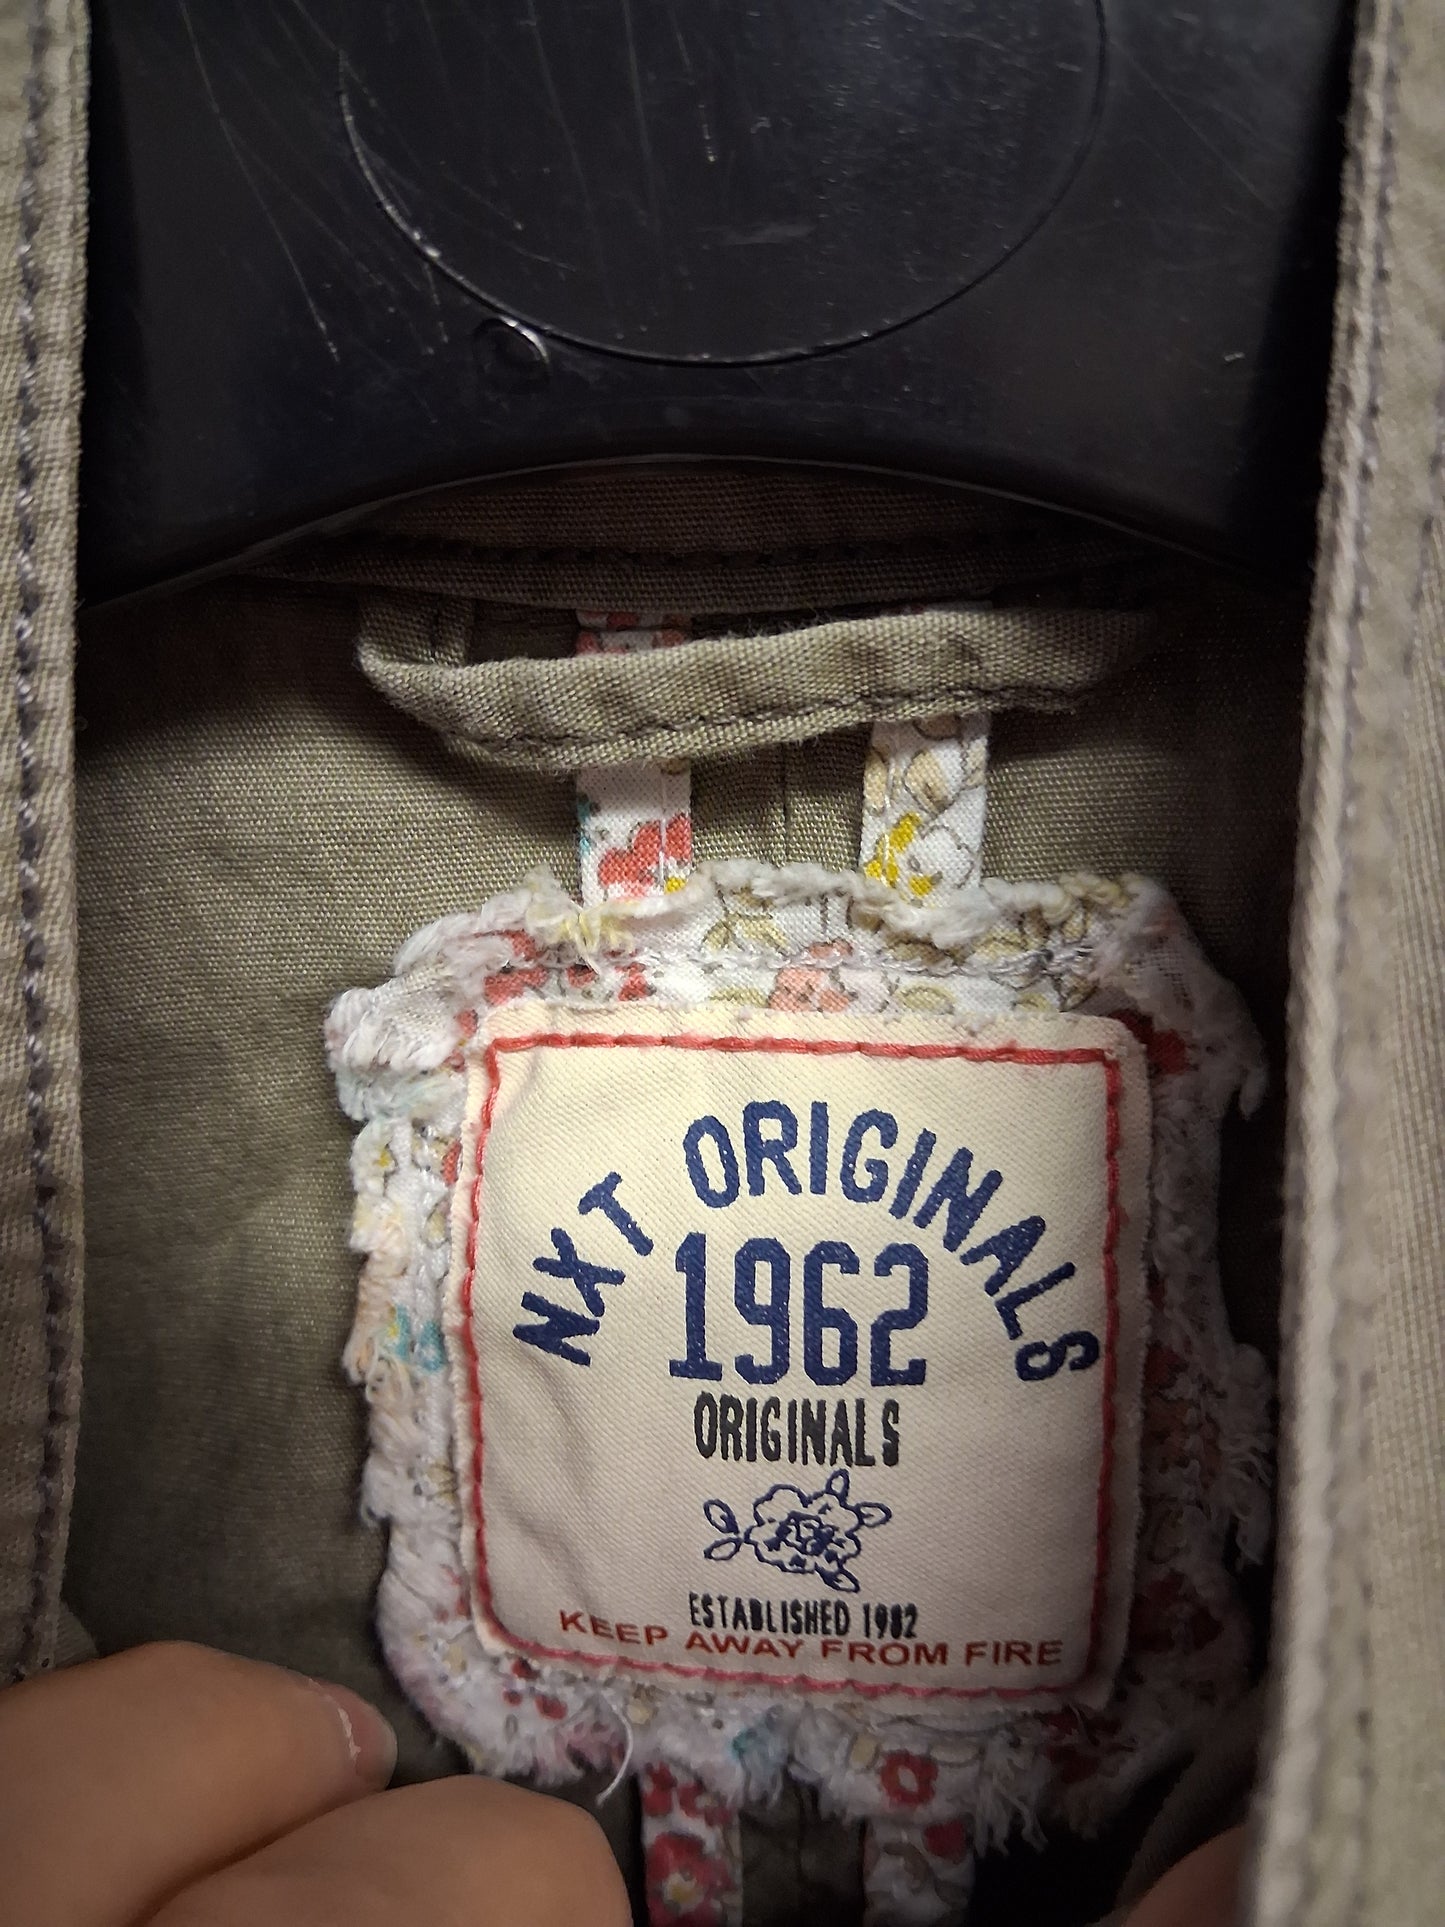 NXT ORIGINALS
1962
ORIGINALS
ESTABLISHED 1982
KEEP AWAY FROM FIRE